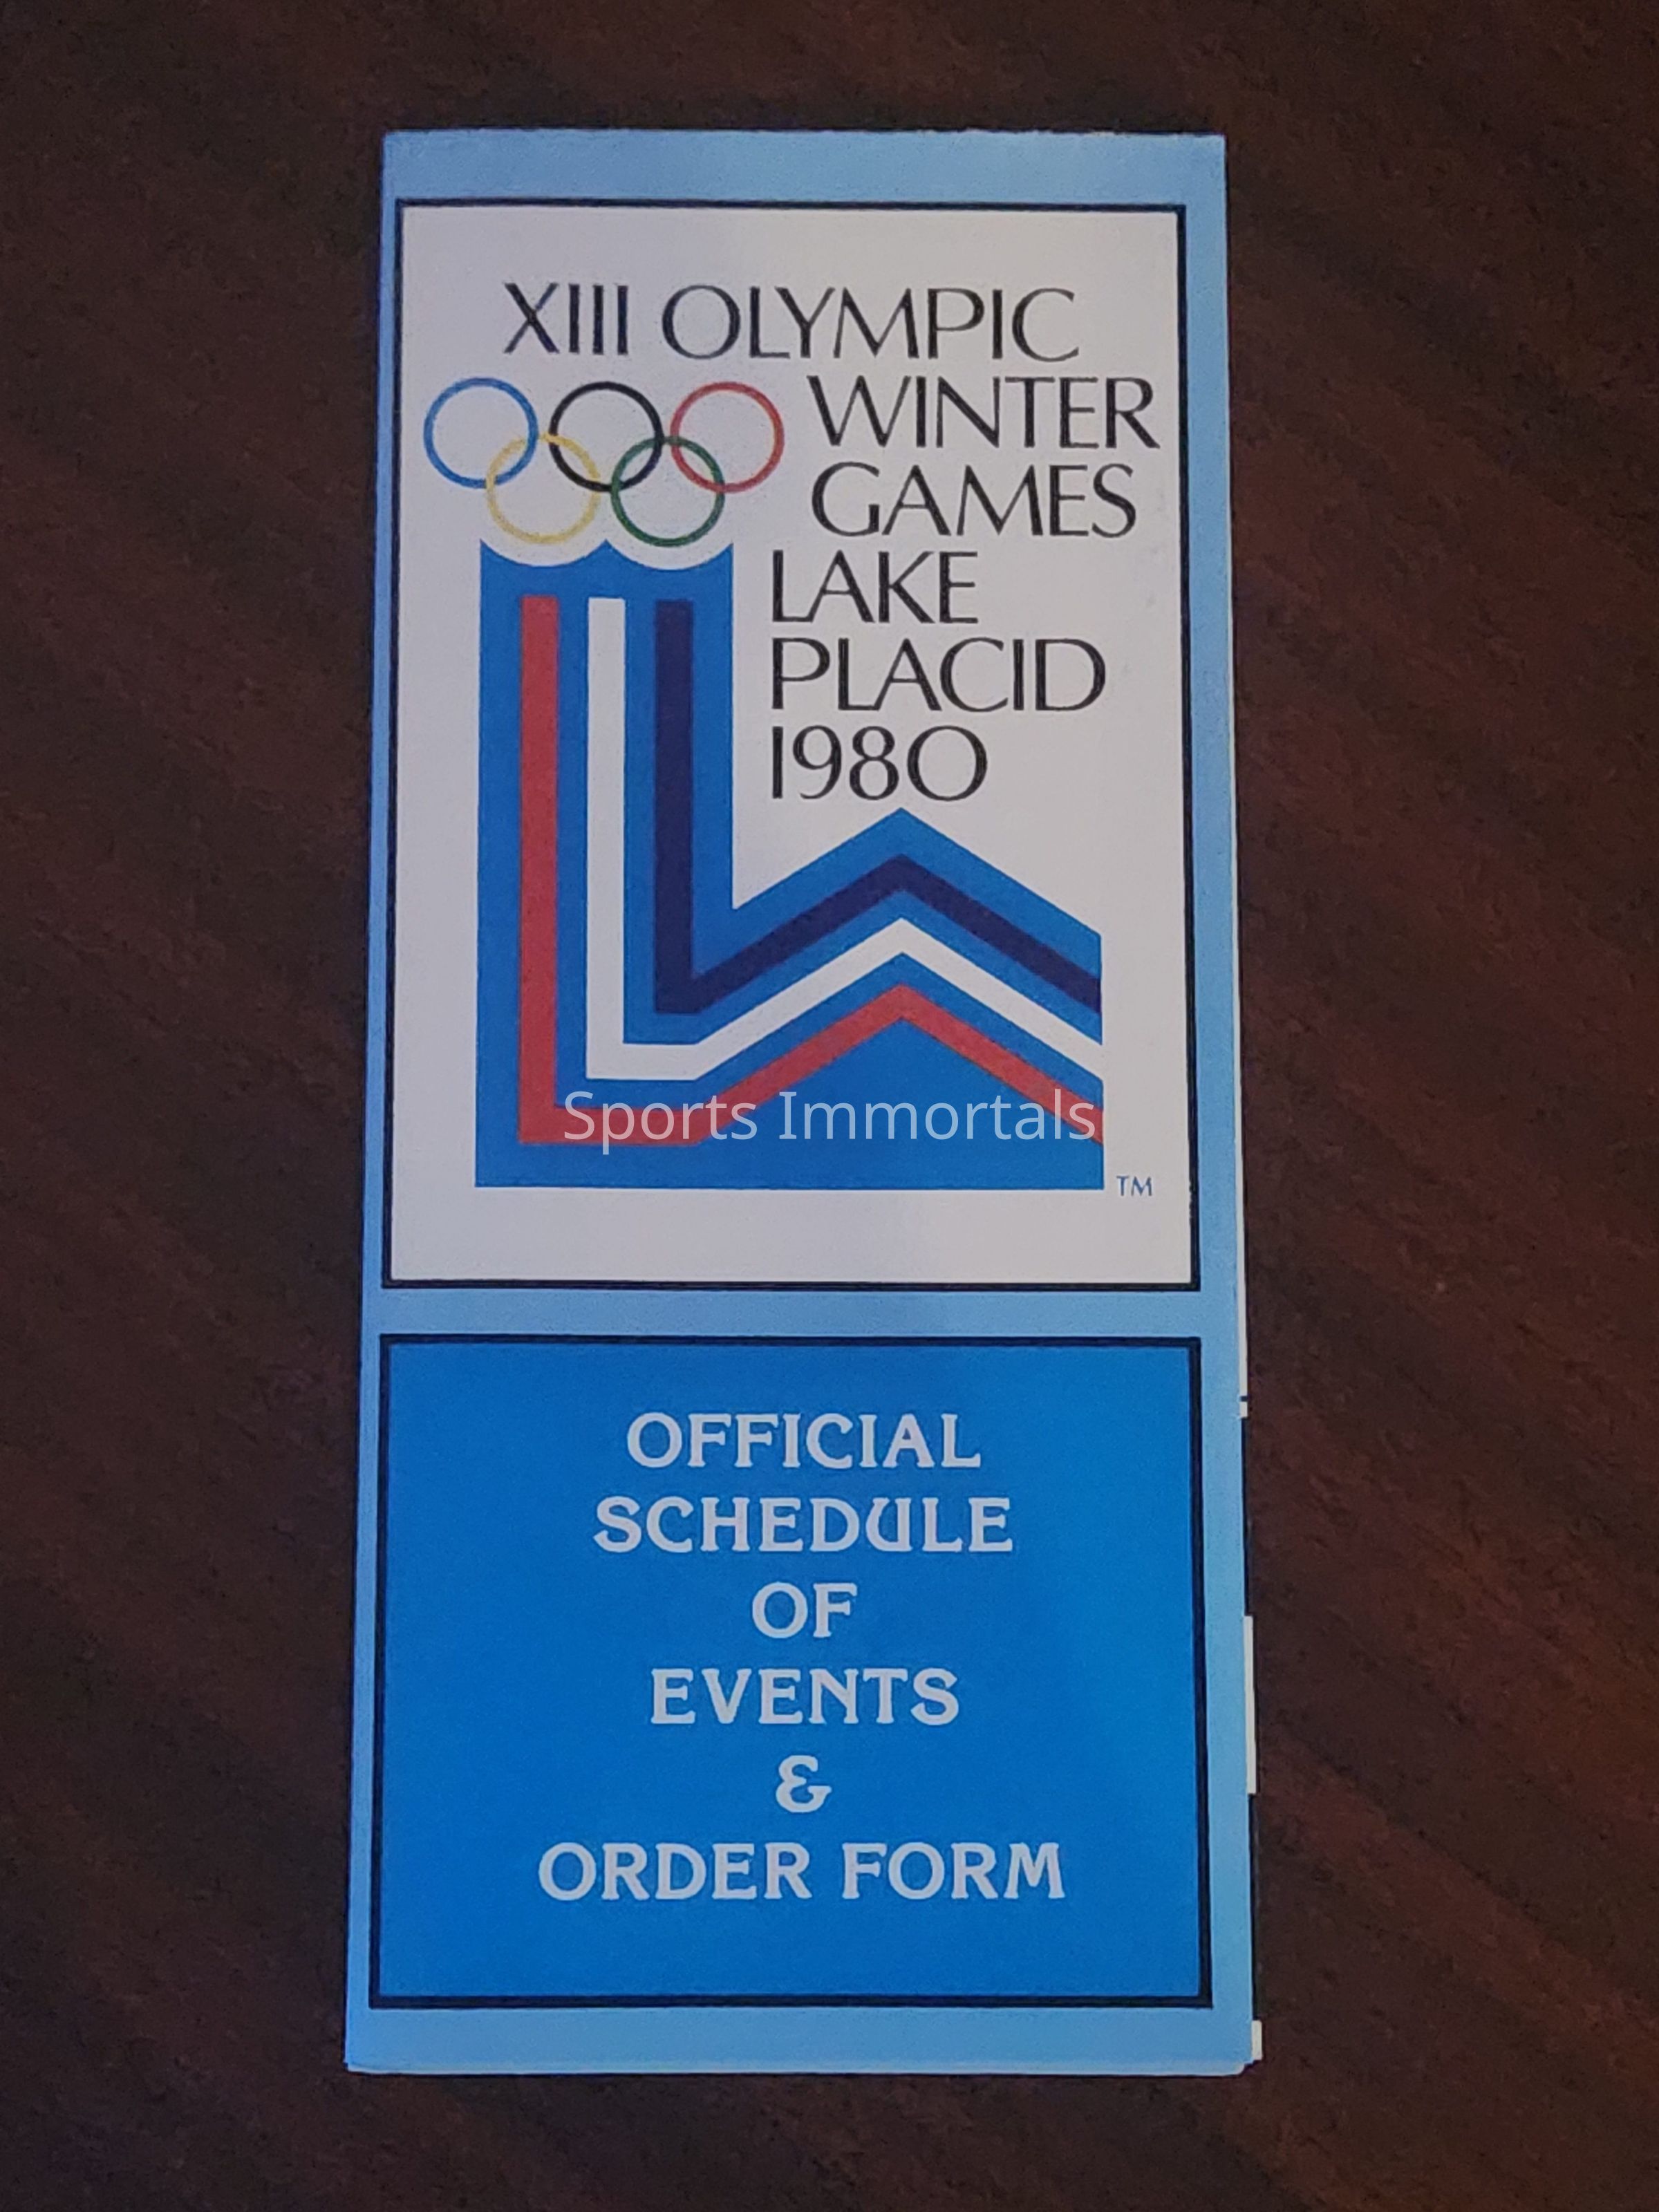 XIII OLYMPIC
WINTER
GAMES
LAKE
PLACID
1980
Sports Immortals
TM
OFFICIAL
SCHEDULE
OF
EVENTS
&
ORDER FORM